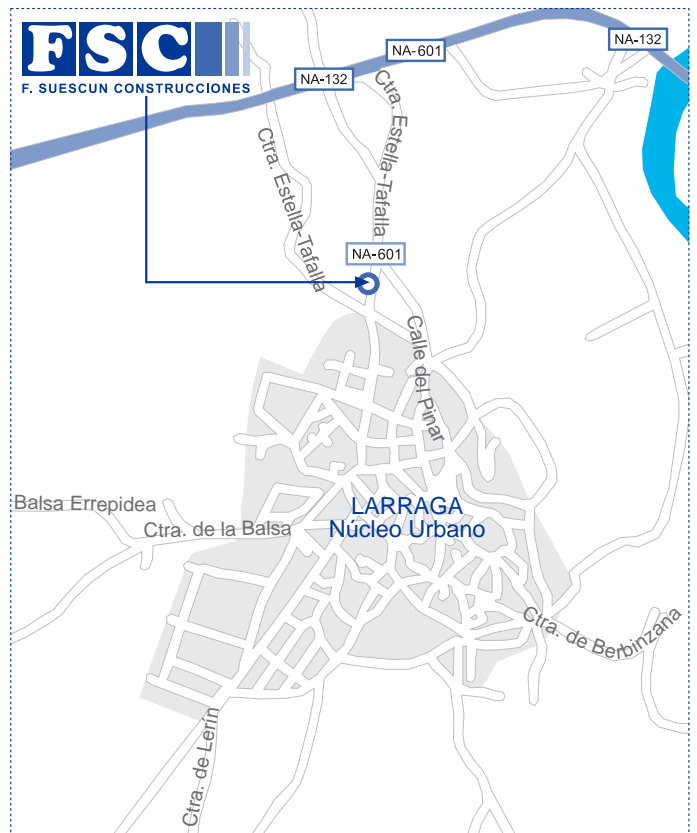 FSC
F. SUESCUN CONSTRUCCIONES
NA-132
NA-601
NA-132
Ctra. Estella-Tafalla
Ctra. Estella-Tafalla
NA-601
Calle del Pinar
Balsa Errepidea
Ctra. de la Balsa
LARRAGA
Núcleo Urbano
Ctra. de Berbinzana
Ctra. de Lerín